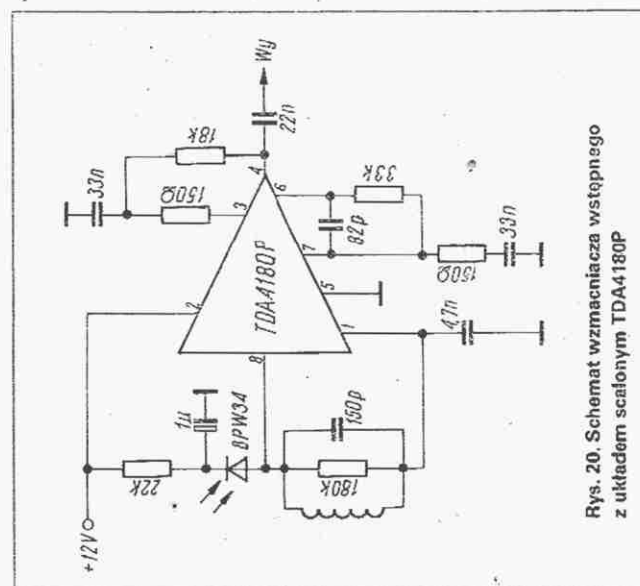 +12V
22k
1µ
BPW34
180k
150p
8
2
TDA4180P
1
5
7
6
3
4
33n
150Ω
18k
22n
Wy
82p
33k
150Ω
33n
47n
Rys. 20. Schemat wzmacniacza wstępnego
z układem scalonym TDA4180P